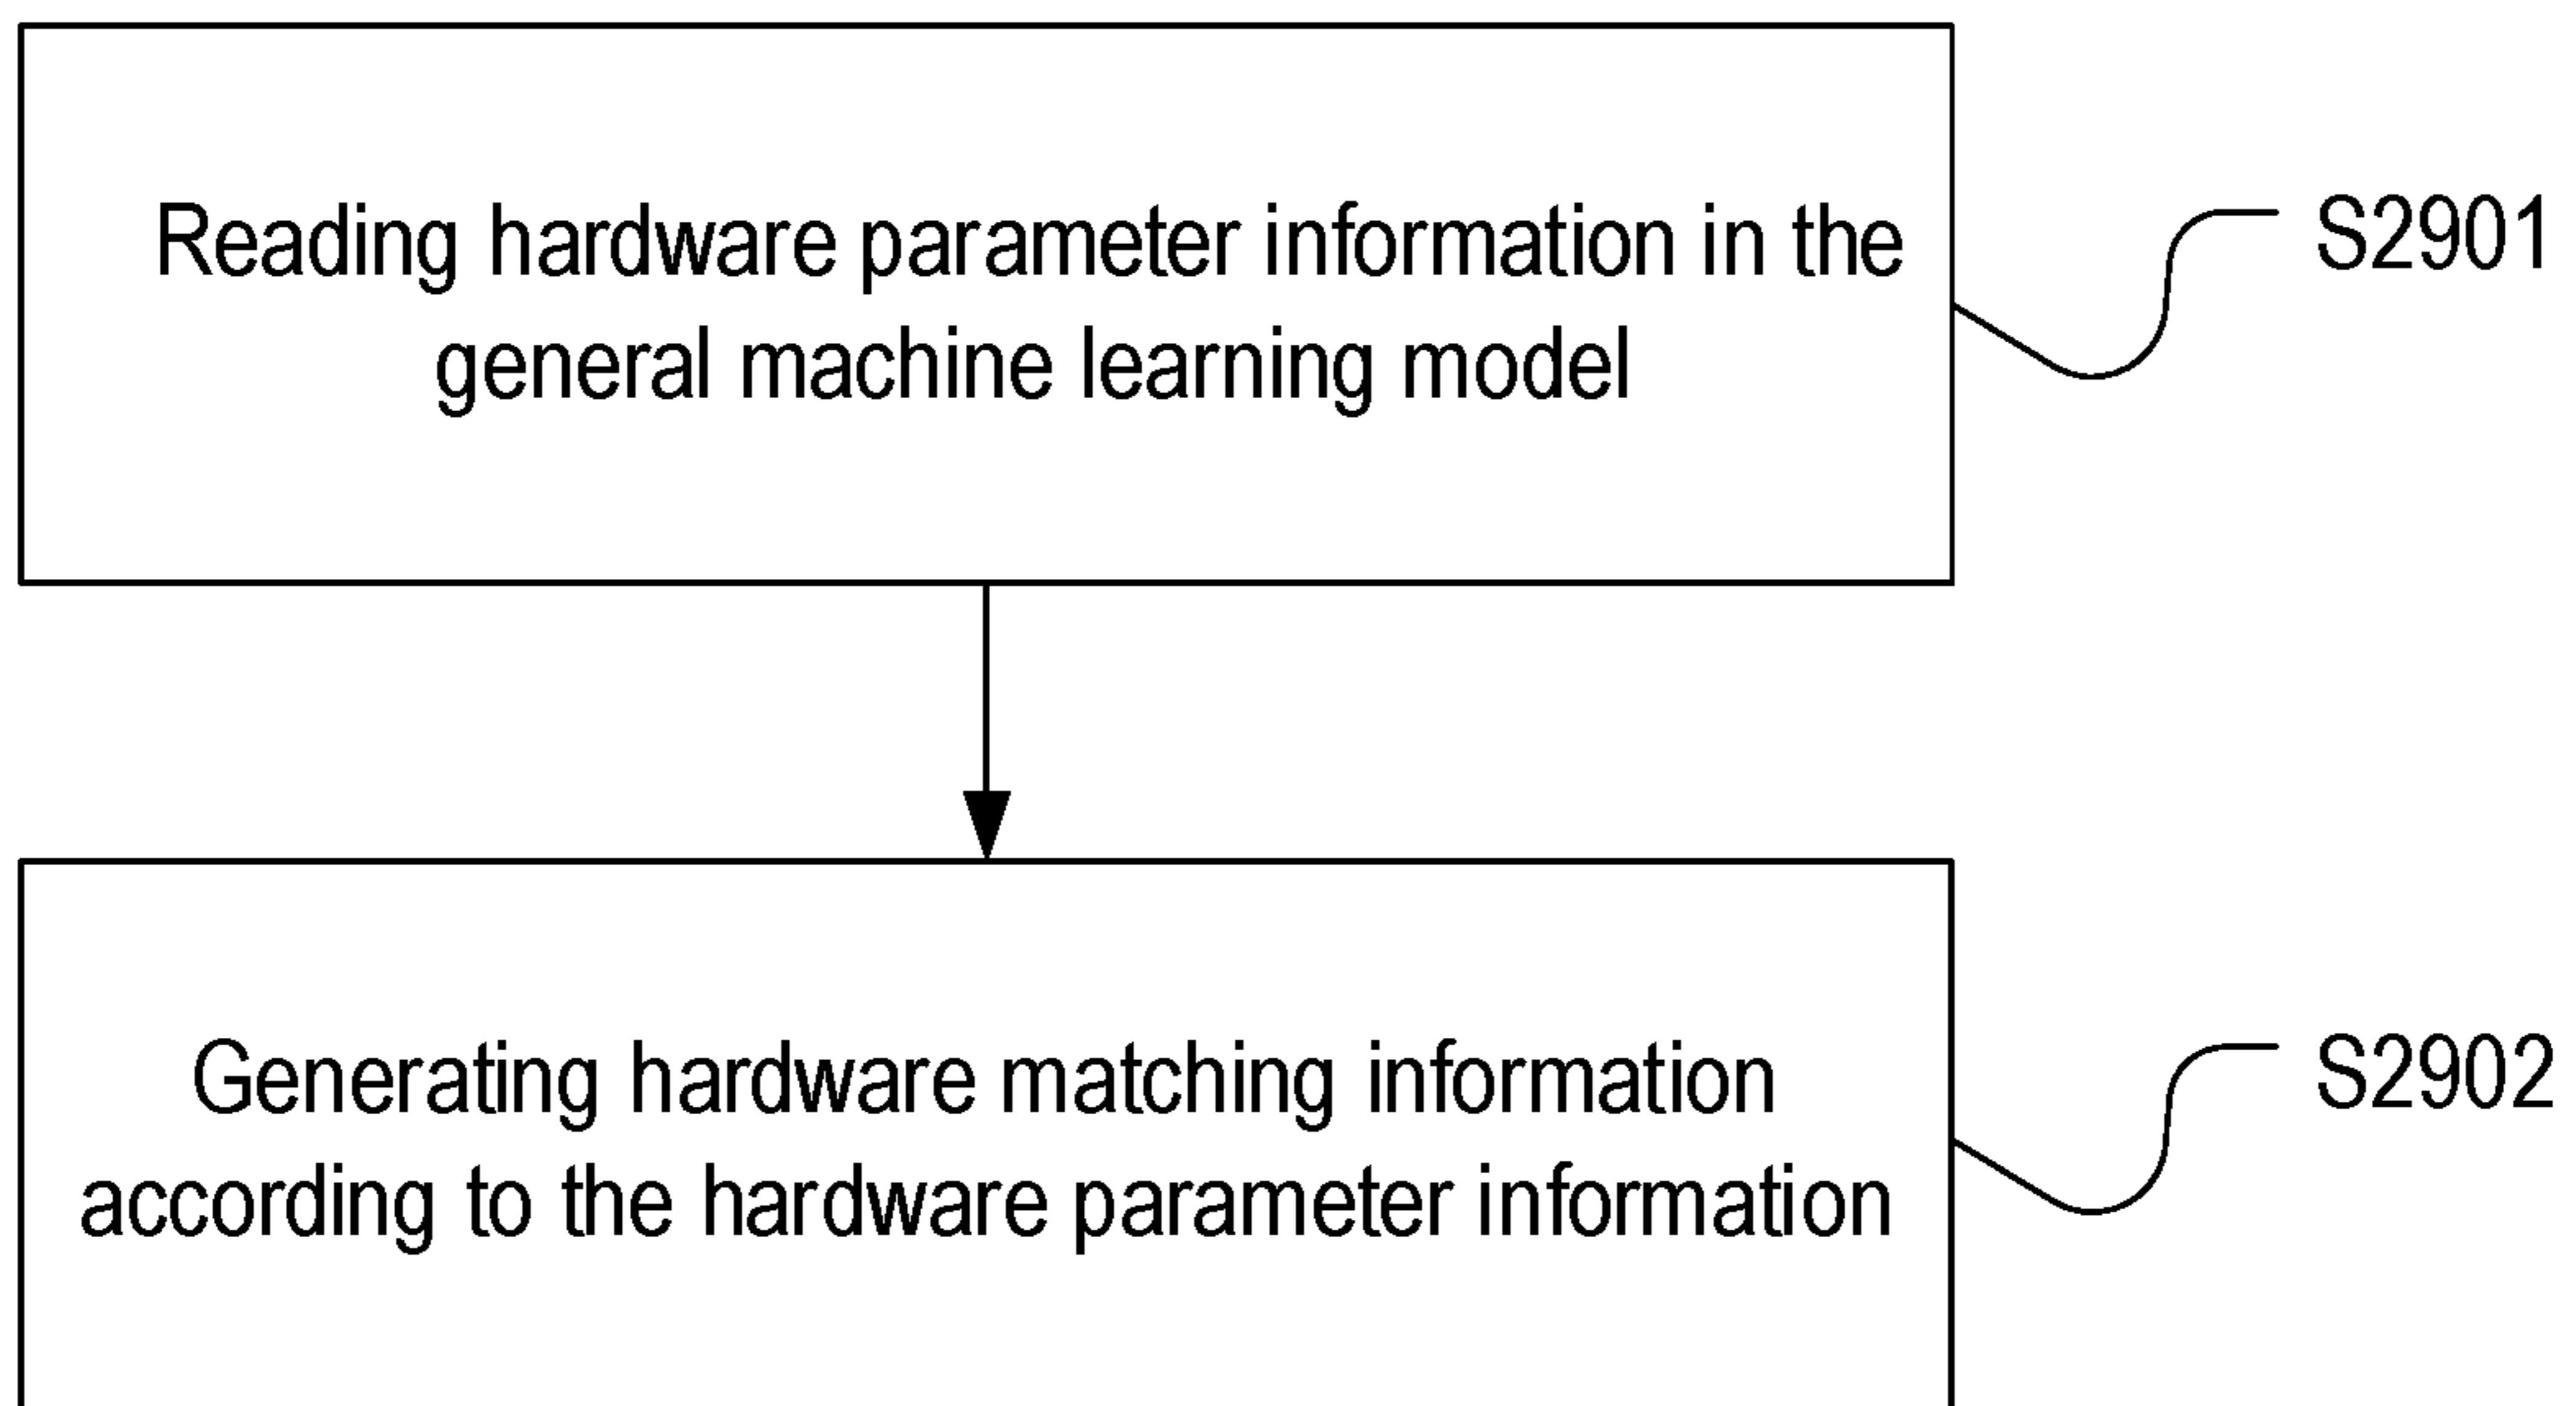 Reading hardware parameter information in the
general machine learning model
S2901
Generating hardware matching information
according to the hardware parameter information
S2902